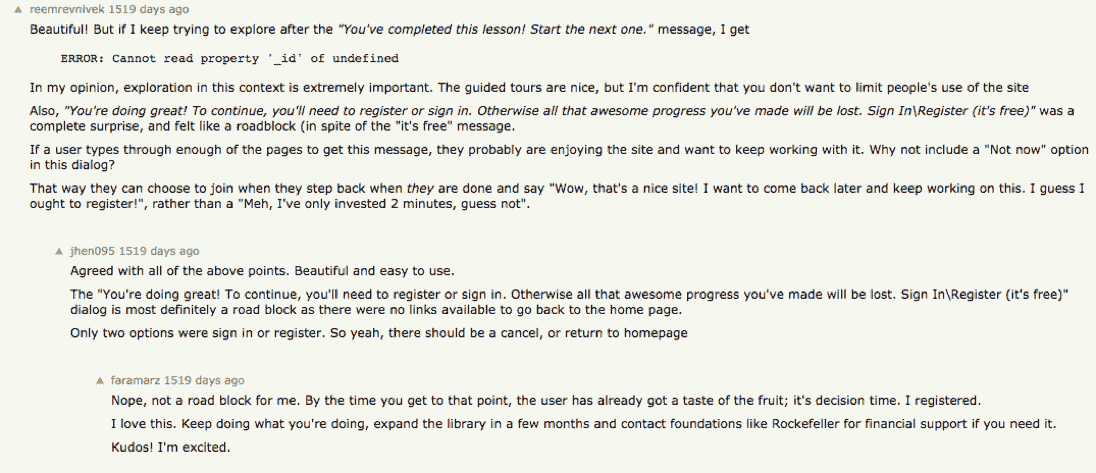 reemrevnivek 1519 days ago
Beautiful! But if I keep trying to explore after the "You've completed this lesson! Start the next one." message, I get
ERROR: Cannot read property '_id' of undefined
In my opinion, exploration in this context is extremely important. The guided tours are nice, but I'm confident that you don't want to limit people's use of the site
Also, "You're doing great! To continue, you'll need to register or sign in. Otherwise all that awesome progress you've made will be lost. Sign In\Register (it's free)" was a
complete surprise, and felt like a roadblock (in spite of the "it's free" message.
If a user types through enough of the pages to get this message, they probably are enjoying the site and want to keep working with it. Why not include a "Not now" option
in this dialog?
That way they can choose to join when they step back when they are done and say "Wow, that's a nice site! I want to come back later and keep working on this. I guess I
ought to register!", rather than a "Meh, I've only invested 2 minutes, guess not".
jhen095 1519 days ago
Agreed with all of the above points. Beautiful and easy to use.
The "You're doing great! To continue, you'll need to register or sign in. Otherwise all that awesome progress you've made will be lost. Sign In\Register (it's free)"
dialog is most definitely a road block as there were no links available to go back to the home page.
Only two options were sign in or register. So yeah, there should be a cancel, or return to homepage
faramarz 1519 days ago
Nope, not a road block for me. By the time you get to that point, the user has already got a taste of the fruit; it's decision time. I registered.
I love this. Keep doing what you're doing, expand the library in a few months and contact foundations like Rockefeller for financial support if you need it.
Kudos! I'm excited.